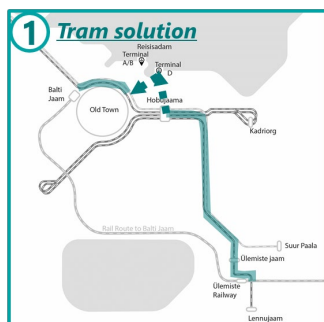 1 Tram solution
Reisisadam
Terminal
A/B
Terminal
D
Balti
Jaam
Old Town
Hobujaama
Kadriorg
Rail Route to Balti Jaam
Suur Paala
Ülemiste jaam
Ülemiste
Railway
Lennujaam